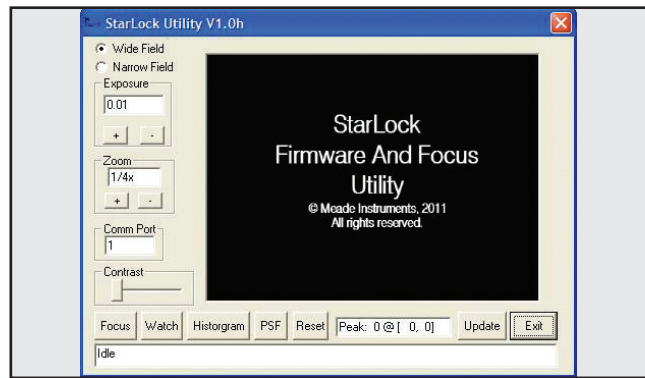 StarLock Utility V1.0h
Wide Field
Narrow Field
Exposure
0.01
+ -
Zoom
1/4x
+ -
Comm Port
1
Contrast
StarLock
Firmware And Focus
Utility
© Meade Instruments, 2011
All rights reserved.
Focus Watch Historgram PSF Reset Peak: 0 @ [ 0, 0] Update Exit
Idle